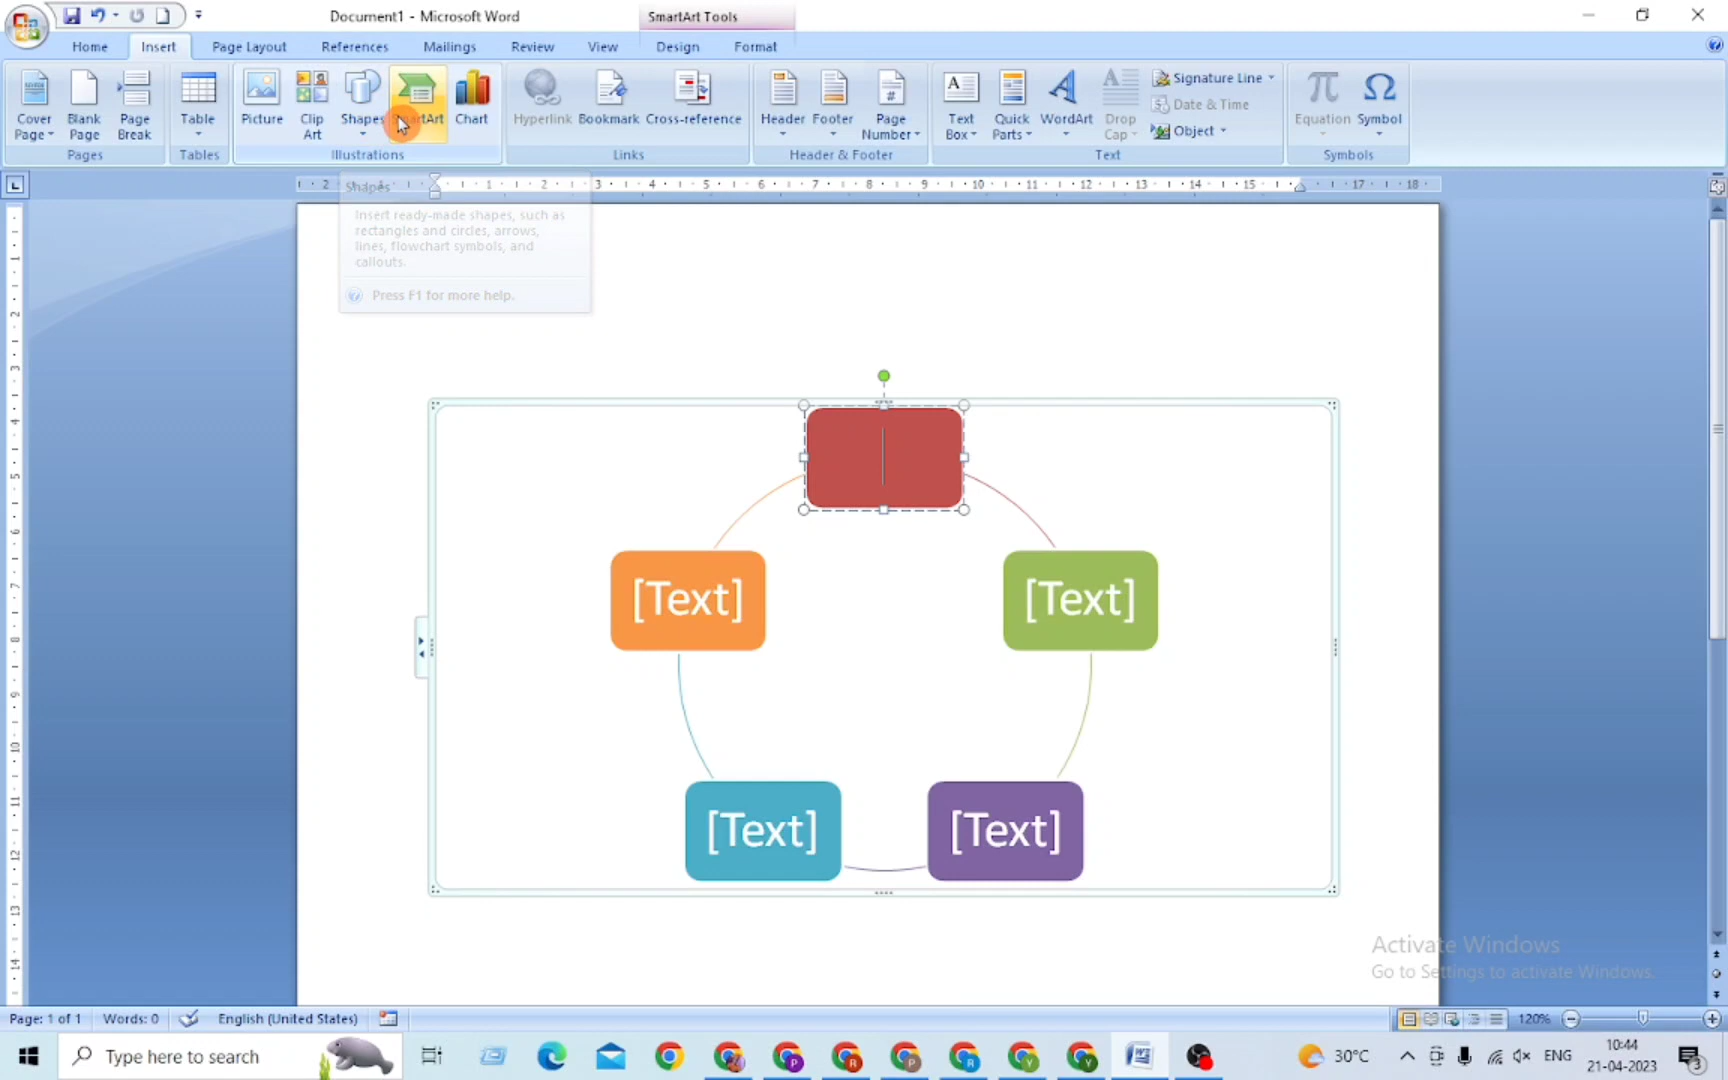 Document1 - Microsoft Word
SmartArt Tools
Home Insert Page Layout References Mailings Review View Design Format
Cover Page
Blank Page
Page Break
Table
Picture
Clip Art
Shapes
SmartArt
Chart
Hyperlink
Bookmark
Cross-reference
Header
Footer
Page Number
Text Box
Quick Parts
WordArt
Drop Cap
Signature Line
Date & Time
Object
Equation
Symbol
Pages
Tables
Illustrations
Links
Header & Footer
Text
Symbols
Shapes
Insert ready-made shapes, such as
rectangles and circles, arrows,
lines, flowchart symbols, and
callouts.
Press F1 for more help.
[Text] [Text]
[Text] [Text]
Activate Windows
Go to Settings to activate Windows.
Page: 1 of 1 Words: 0 English (United States) 120%
Type here to search
30°C
ENG
10:44
21-04-2023
3